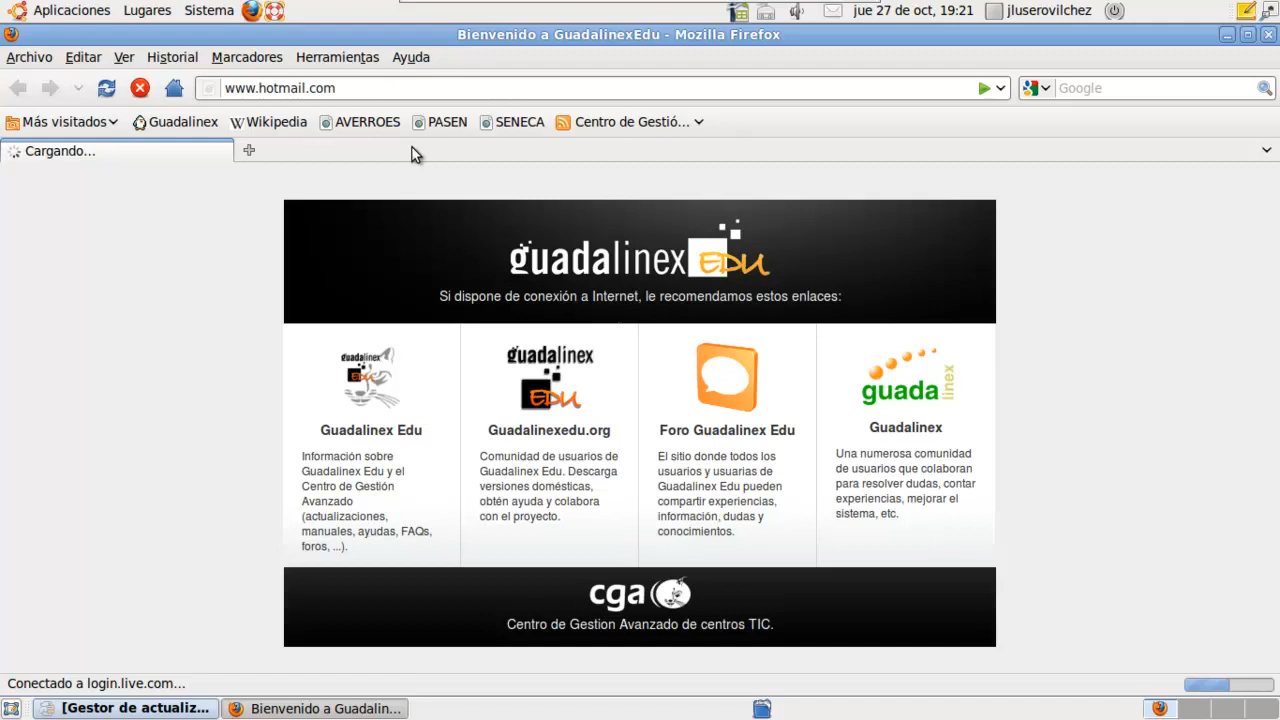 Aplicaciones Lugares Sistema jue 27 de oct, 19:21 jluserovilchez
Bienvenido a GuadalinexEdu - Mozilla Firefox
Archivo Editar Ver Historial Marcadores Herramientas Ayuda
www.hotmail.com Google
Más visitados Guadalinex Wikipedia AVERROES PASEN SENECA Centro de Gestió...
Cargando...
guadalinex EDU
Si dispone de conexión a Internet, le recomendamos estos enlaces:
guadalinex EDU
Guadalinex Edu
Información sobre
Guadalinex Edu y el
Centro de Gestión
Avanzado
(actualizaciones,
manuales, ayudas, FAQs,
foros, ...).
guadalinex
EDU
Guadalinexedu.org
Comunidad de usuarios de
Guadalinex Edu. Descarga
versiones domésticas,
obtén ayuda y colabora
con el proyecto.
Foro Guadalinex Edu
El sitio donde todos los
usuarios y usuarias de
Guadalinex Edu pueden
compartir experiencias,
información, dudas y
conocimientos.
guadalinex
Guadalinex
Una numerosa comunidad
de usuarios que colaboran
para resolver dudas, contar
experiencias, mejorar el
sistema, etc.
cga
Centro de Gestion Avanzado de centros TIC.
Conectado a login.live.com...
[Gestor de actualiz... Bienvenido a Guadalin...